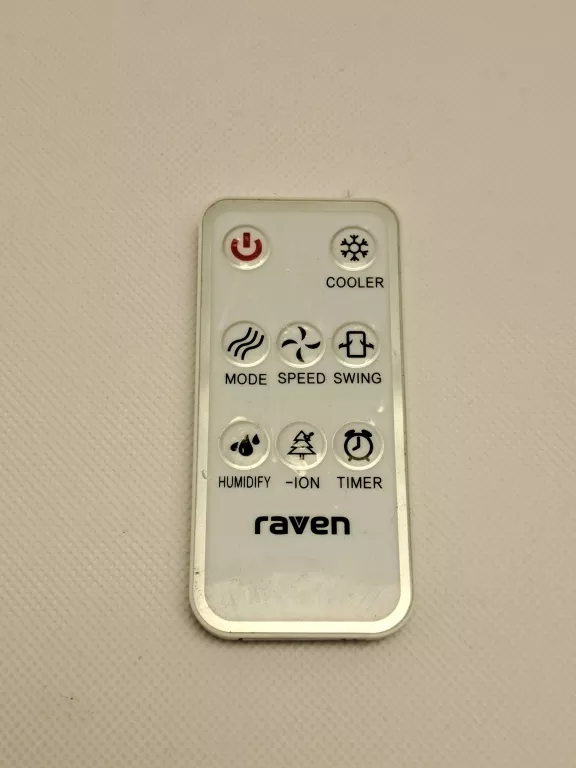 COOLER
MODE SPEED SWING
HUMIDIFY -ION TIMER
raven